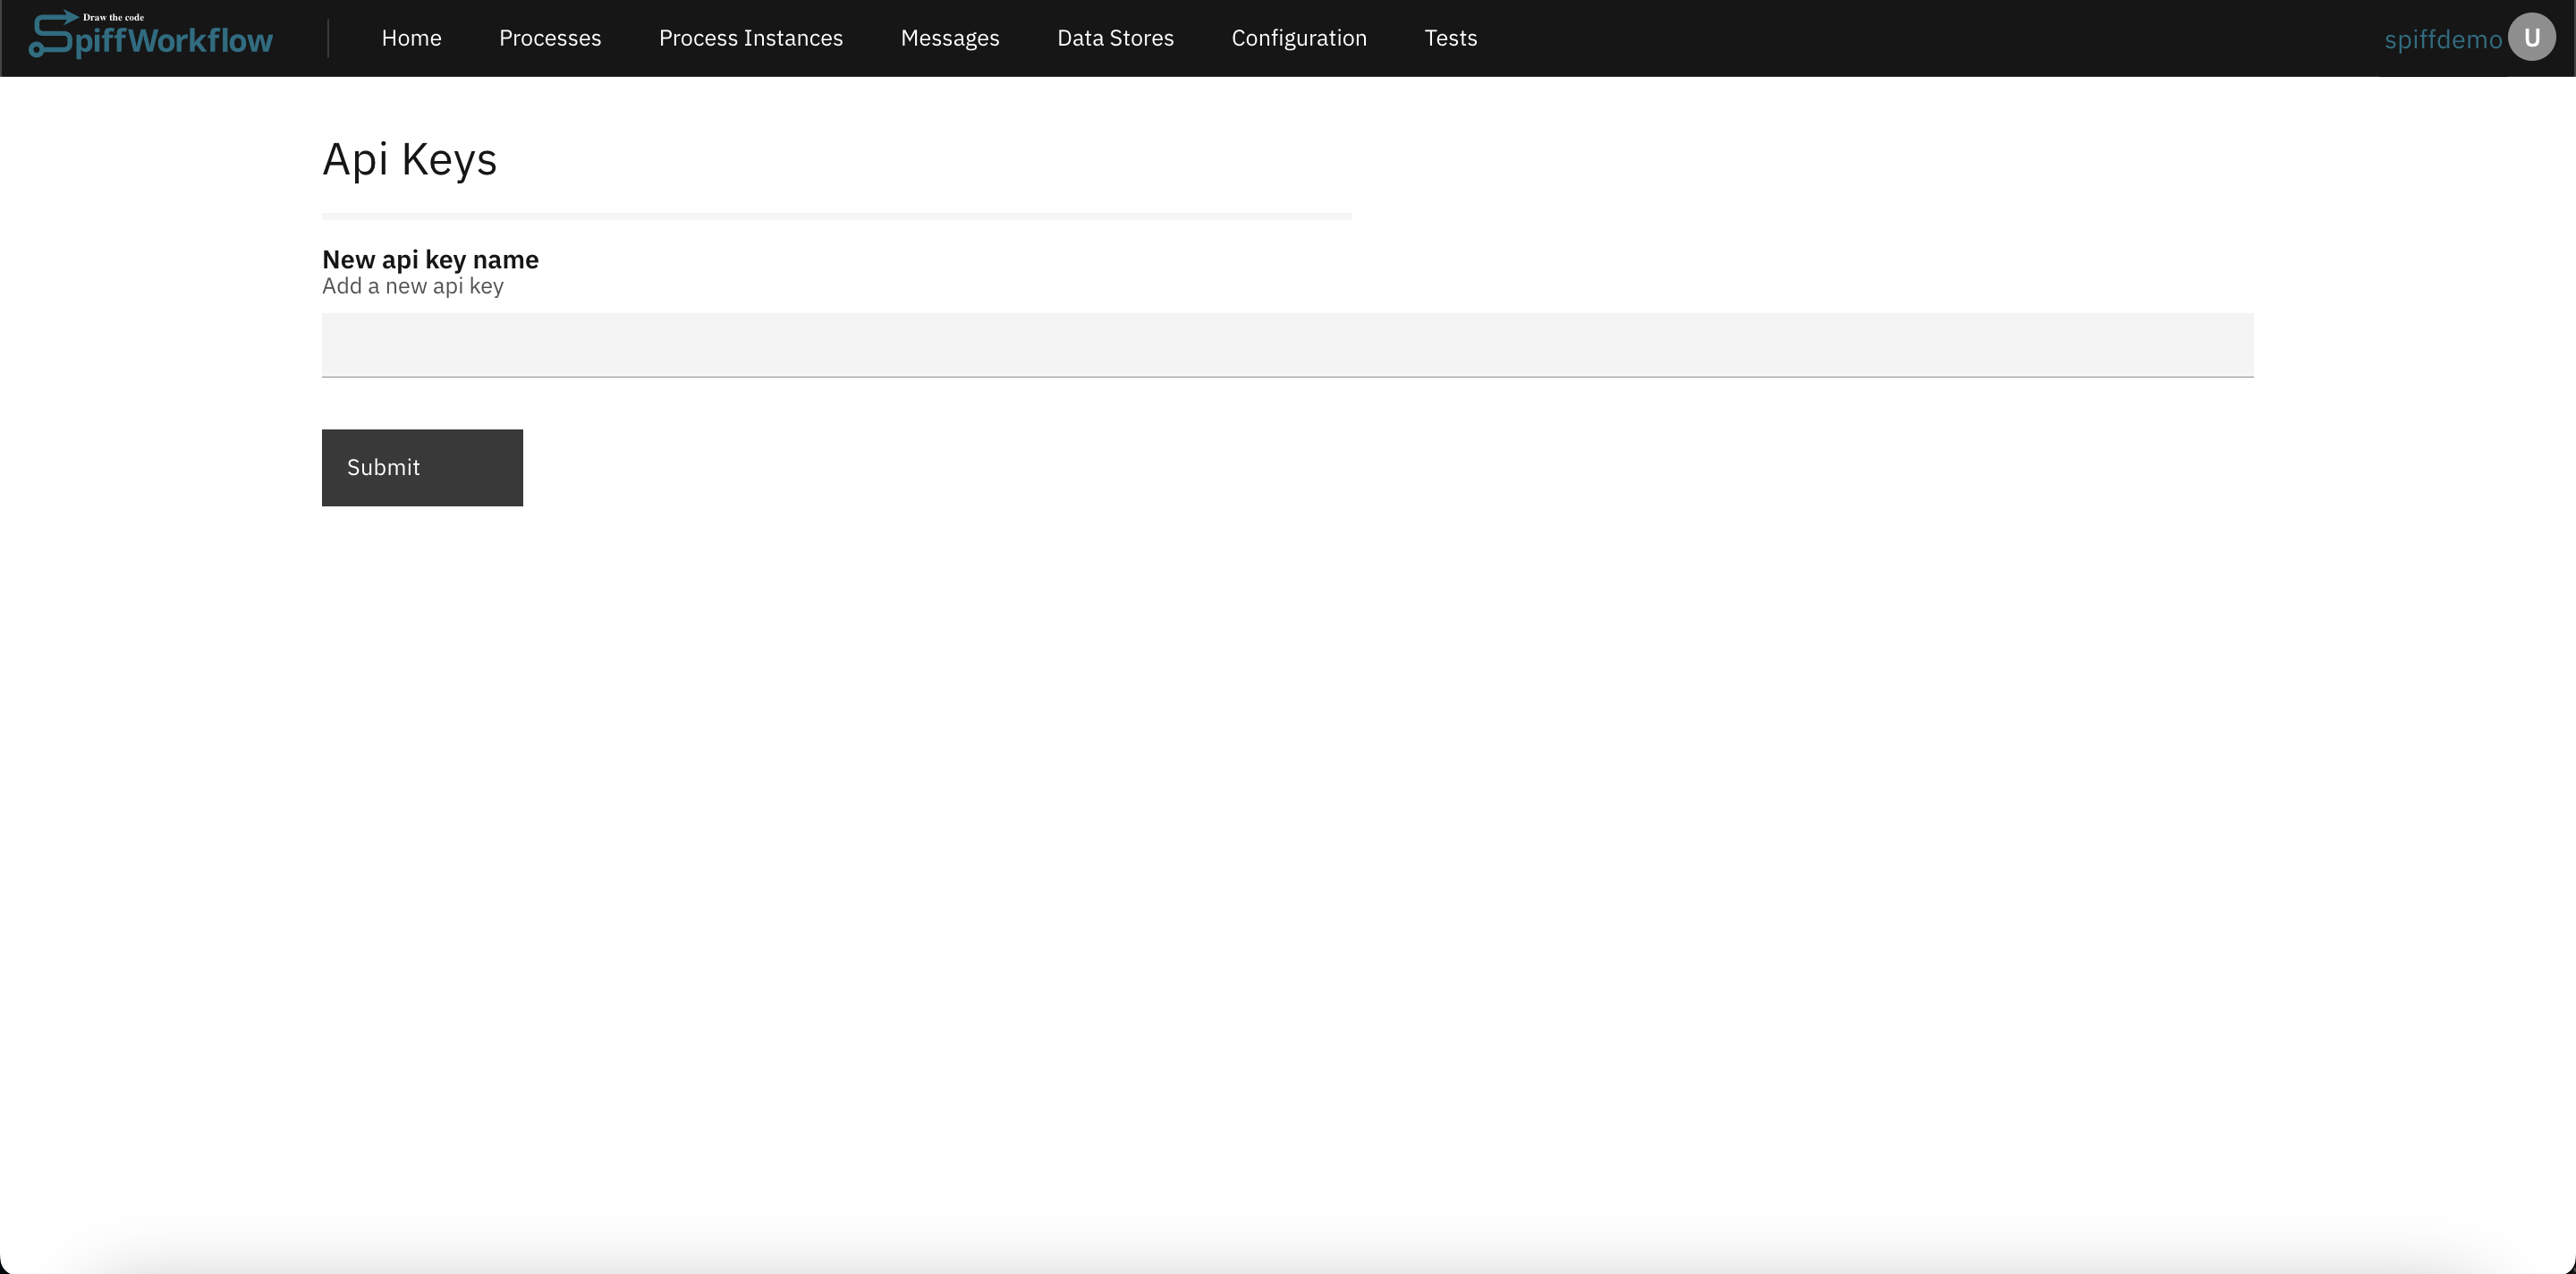 Draw the code
SpiffWorkflow
Home Processes Process Instances Messages Data Stores Configuration Tests
spiffdemo U
Api Keys
New api key name
Add a new api key
Submit